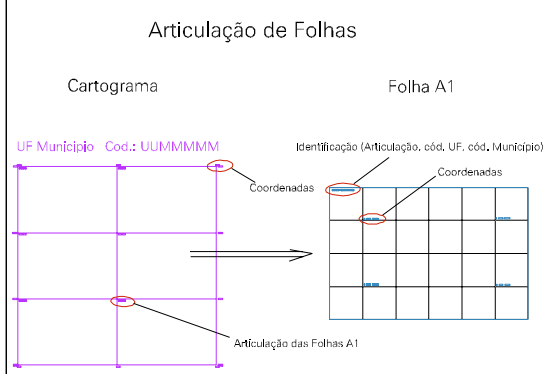 Articulação de Folhas
Cartograma
Folha A1
UF Municipio Cod.: UUMMMMM
Identificação (Articulação, cód. UF, cód. Município)
Coordenadas
Coordenadas
Articulação das Folhas A1